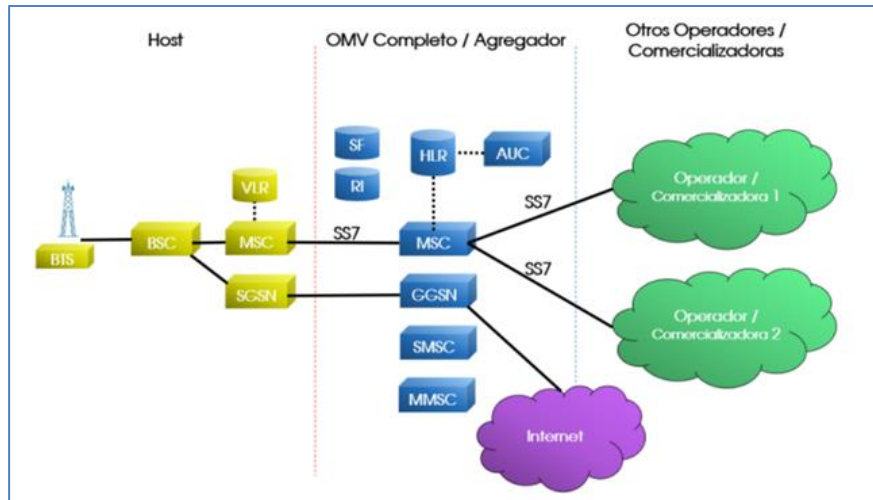 Host
OMV Completo / Agregador
Otros Operadores /
Comercializadoras
SF
RI
HLR
AUC
VLR
BTS
BSC
MSC
SS7
MSC
SS7
SS7
Operador /
Comercializadora 1
SGSN
GGSN
Operador /
Comercializadora 2
SMSC
MMSC
Internet